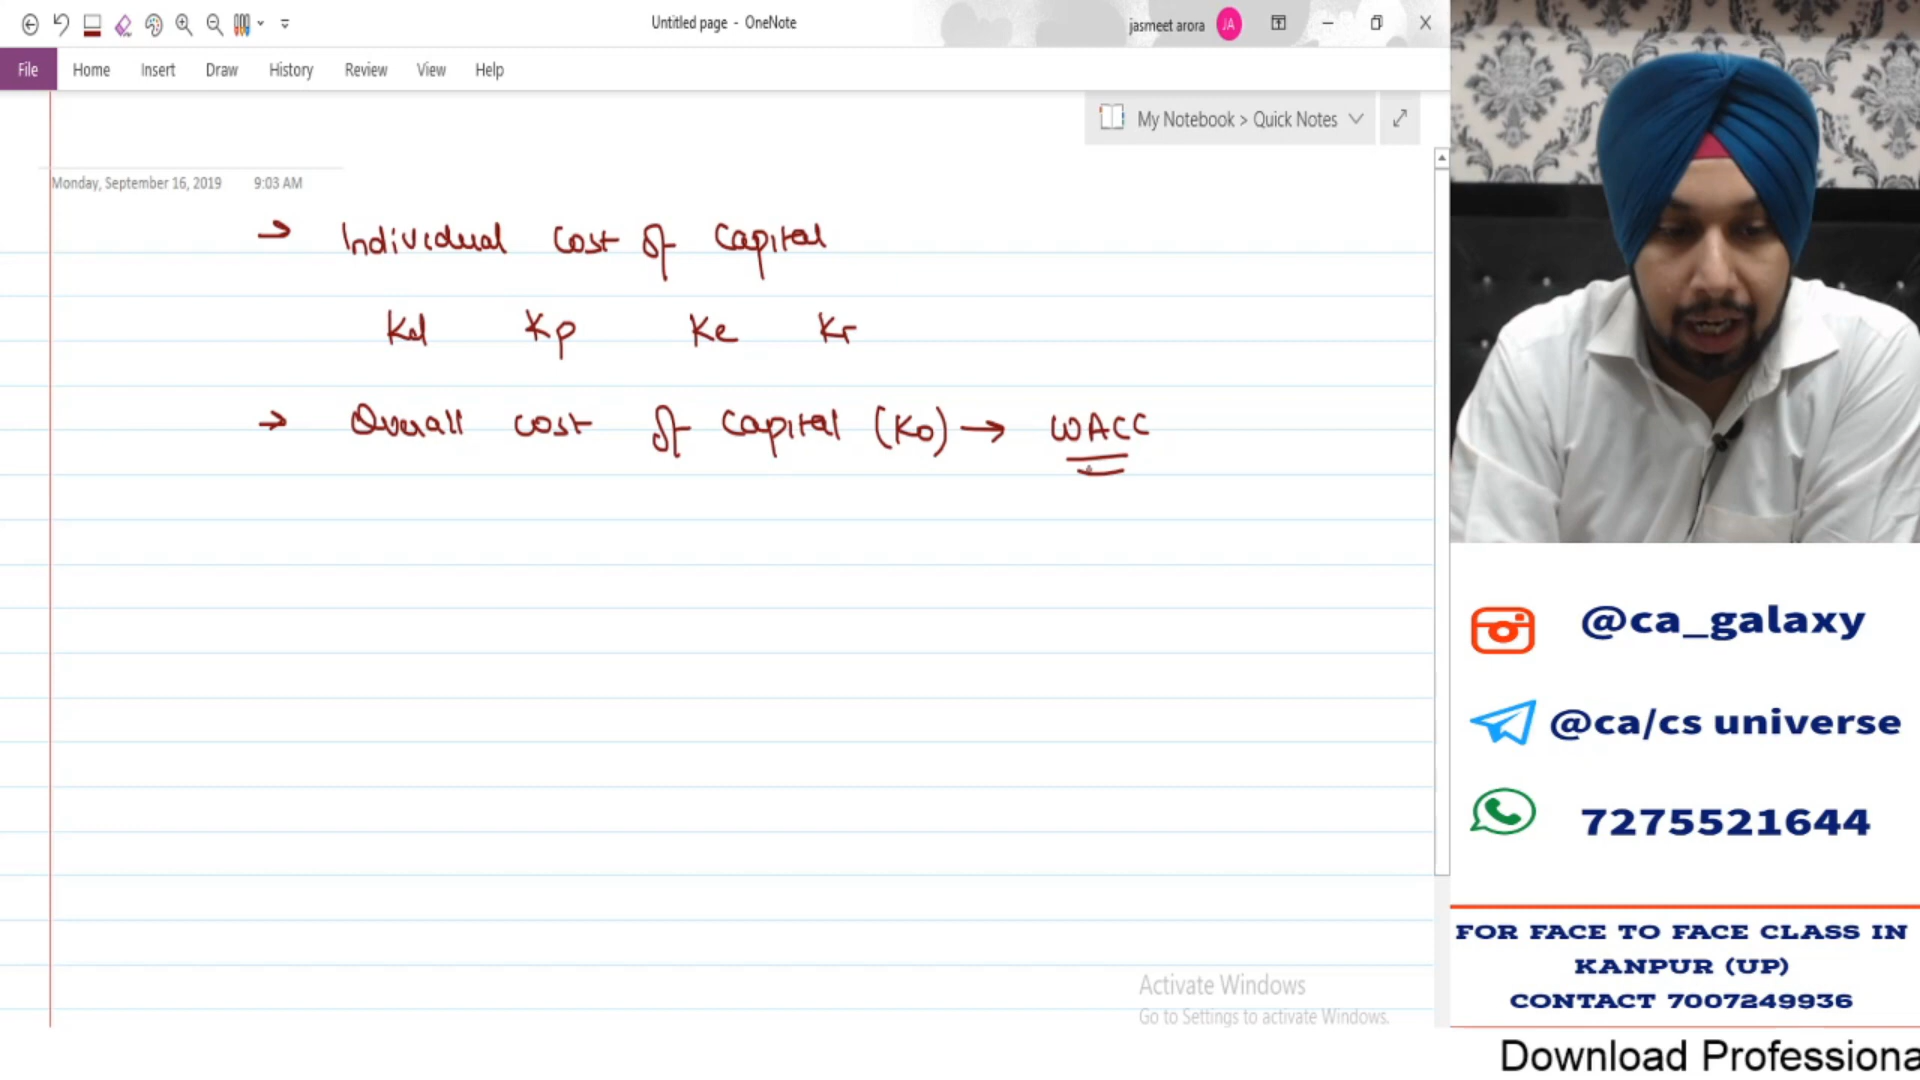 Untitled page - OneNote
jasmeet arora
JA
File
Home
Insert
Draw
History
Review
View
Help
My Notebook > Quick Notes
Monday, September 16, 2019 9:03 AM
→ Individual cost of capital
Kd Kp Ke Kr
→ Overall cost of capital (Ko) → WACC
@ca_galaxy
@ca/cs universe
7275521644
FOR FACE TO FACE CLASS IN
KANPUR (UP)
CONTACT 7007249936
Activate Windows
Go to Settings to activate Windows.
Download Professiona